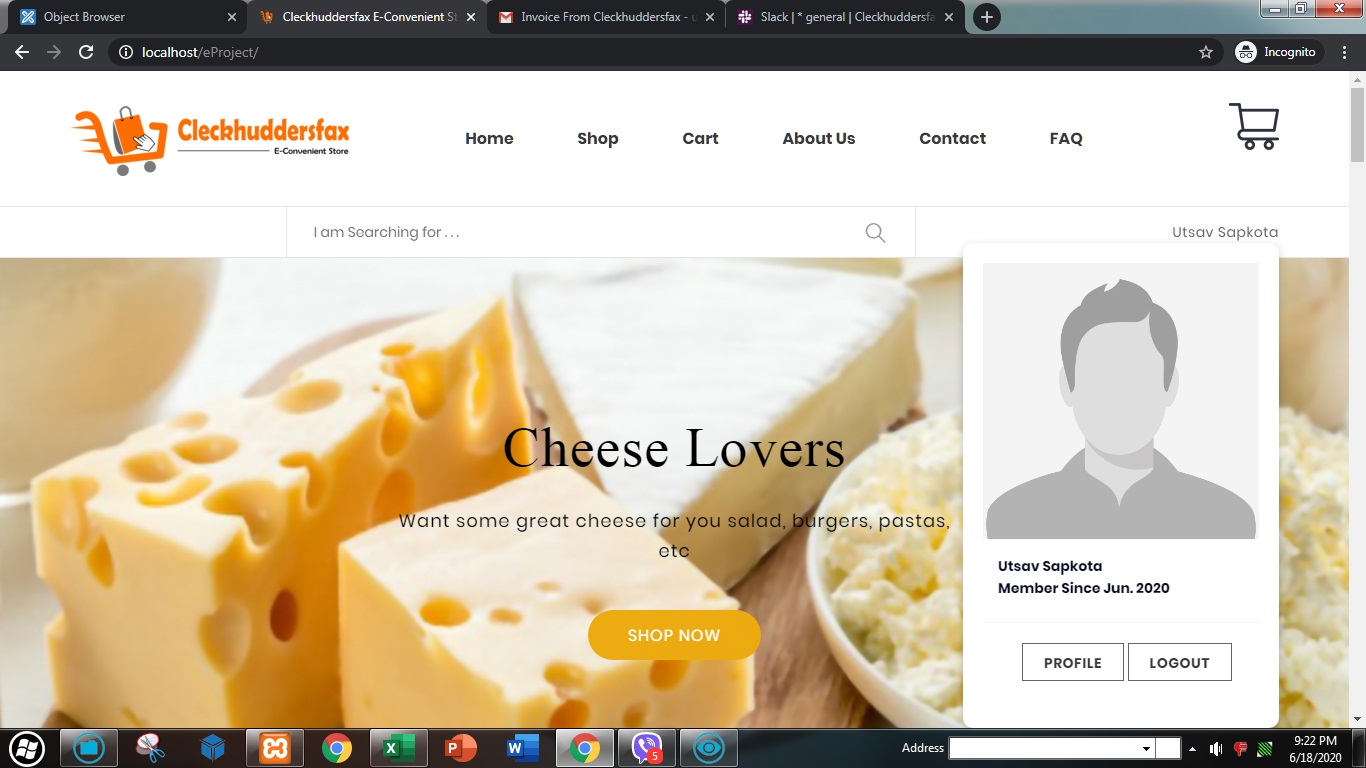 Object Browser
Cleckhuddersfax E-Convenient St
Invoice From Cleckhuddersfax - u
Slack | * general | Cleckhuddersfa
localhost/eProject/
Incognito
Cleckhuddersfax
E-Convenient Store
Home Shop Cart About Us Contact FAQ
I am Searching for . . .
Utsav Sapkota
Cheese Lovers
Want some great cheese for you salad, burgers, pastas,
etc
SHOP NOW
Utsav Sapkota
Member Since Jun. 2020
PROFILE LOGOUT
Address
5
9:22 PM
6/18/2020